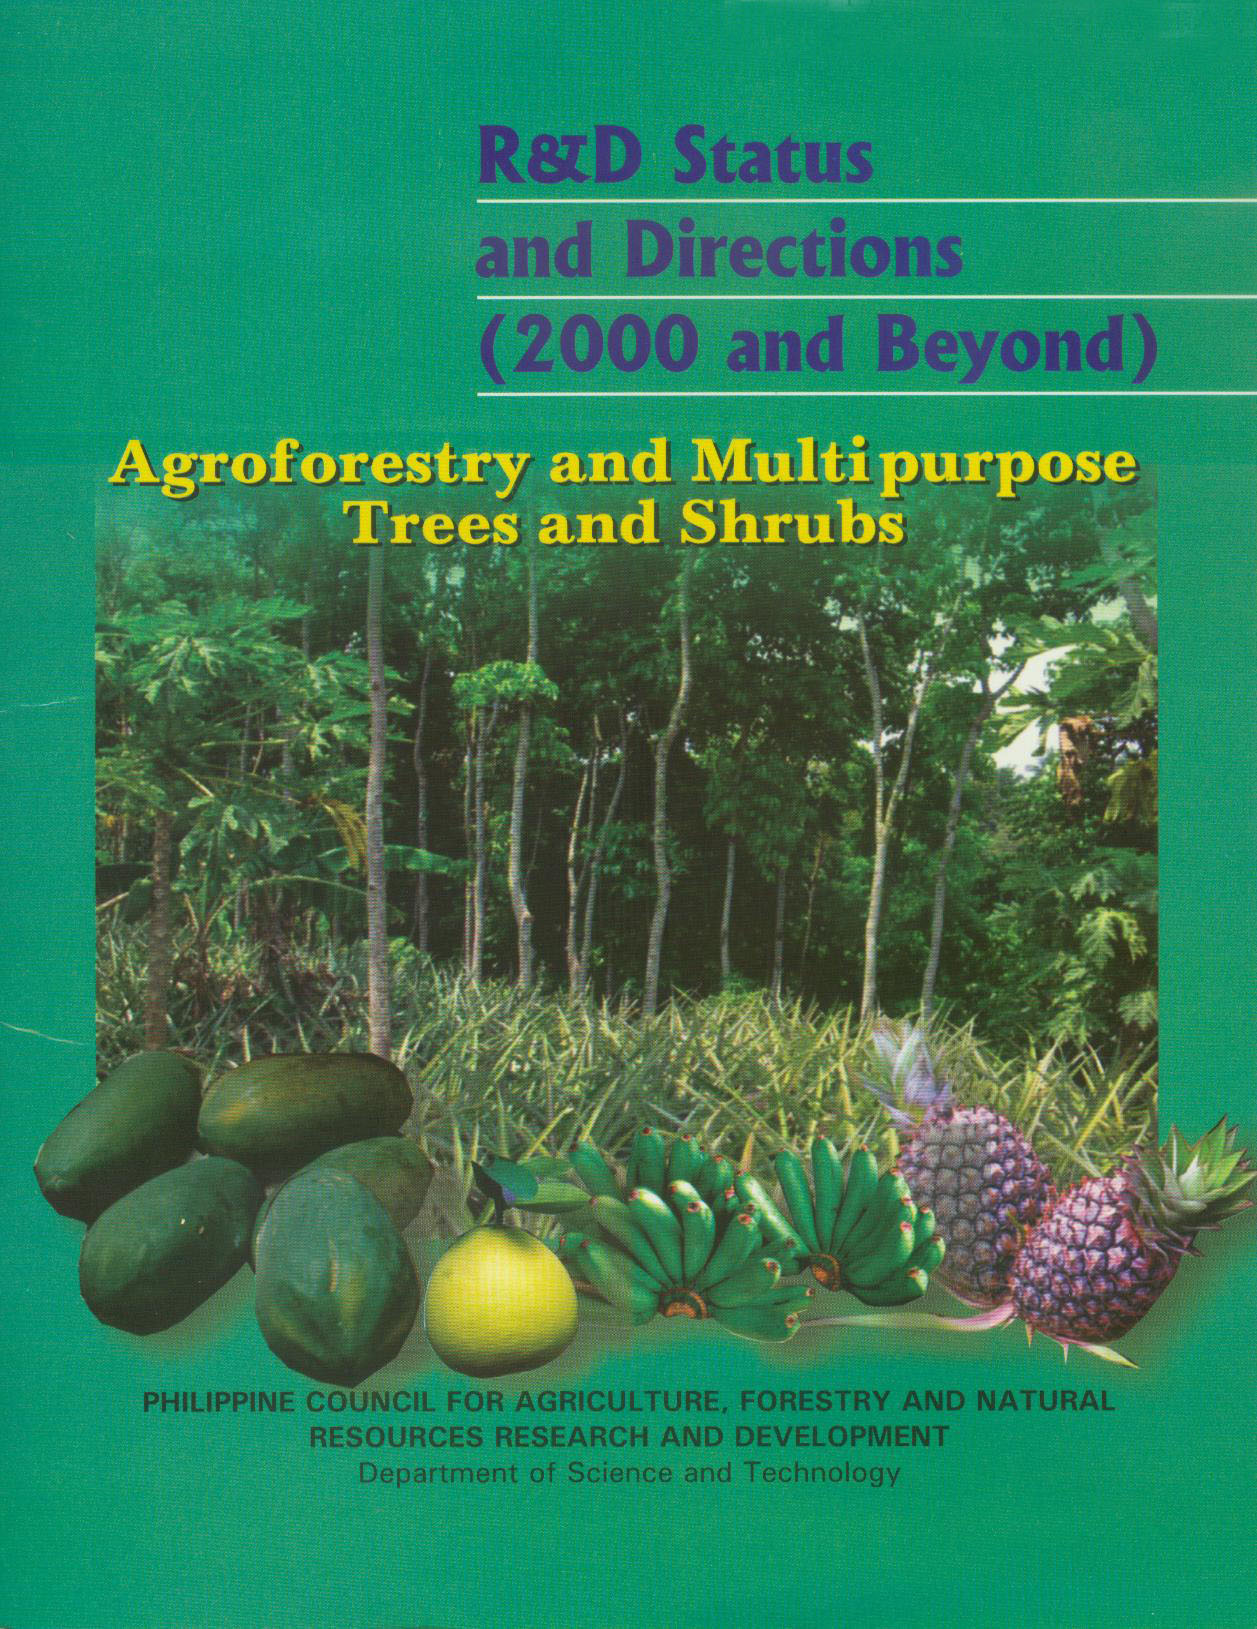 R&D Status
and Directions
(2000 and Beyond)
Agroforestry and Multipurpose
Trees and Shrubs
PHILIPPINE COUNCIL FOR AGRICULTURE, FORESTRY AND NATURAL
RESOURCES RESEARCH AND DEVELOPMENT
Department of Science and Technology